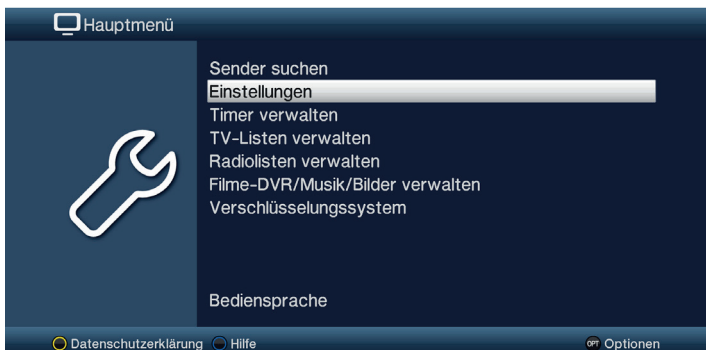 Hauptmenü
Sender suchen
Einstellungen
Timer verwalten
TV-Listen verwalten
Radiolisten verwalten
Filme-DVR/Musik/Bilder verwalten
Verschlüsselungssystem
Bediensprache
Datenschutzerklärung Hilfe OPT Optionen